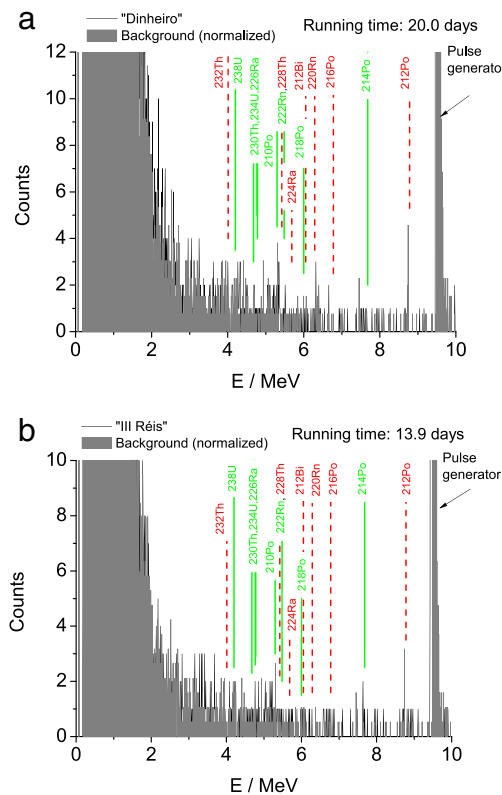 a
"Dinheiro"
Background (normalized)
Running time: 20.0 days
Pulse
generator
232Th
238U
230Th,234U,226Ra
210Po
222Rn,228Th
224Ra
212Bi
218Po
220Rn
216Po
214Po
212Po
Counts
12
10
8
6
4
2
0
0 2 4 6 8 10
E / MeV
b
"III Réis"
Background (normalized)
Running time: 13.9 days
Pulse
generator
232Th
238U
230Th,234U,226Ra
210Po
222Rn,228Th
224Ra
212Bi
218Po
220Rn
216Po
214Po
212Po
Counts
10
8
6
4
2
0
0 2 4 6 8 10
E / MeV